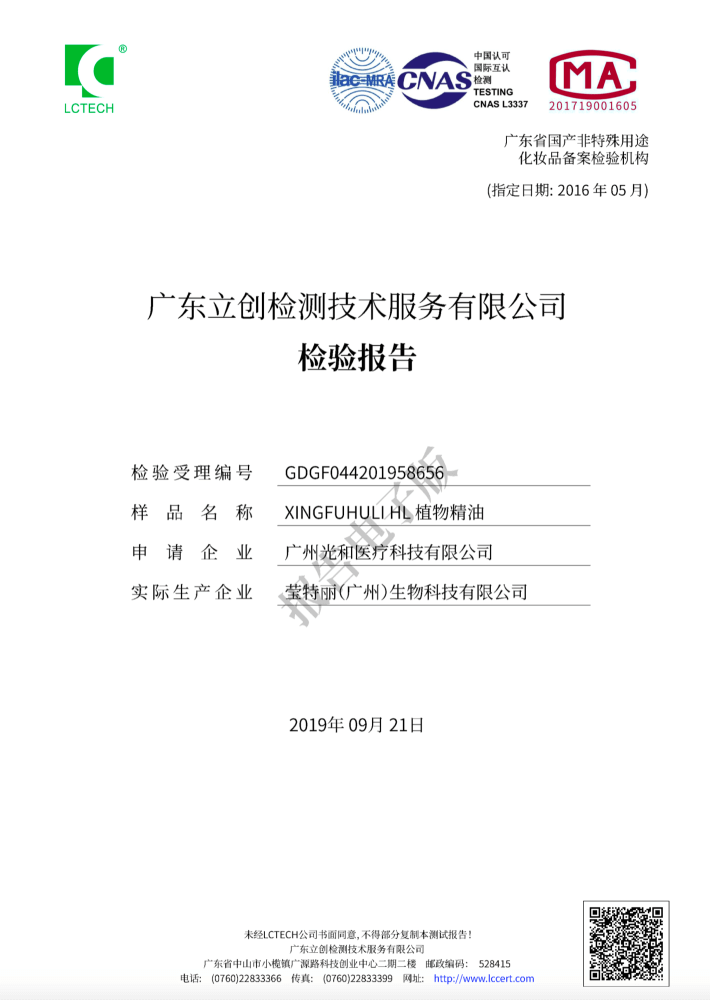 LCTECH
®
ilac-MRA
CNAS
中国认可
国际互认
检测
TESTING
CNAS L3337
MA
201719001605
广东省国产非特殊用途
化妆品备案检验机构
(指定日期: 2016 年 05 月)
广东立创检测技术服务有限公司
检验报告
检验受理编号 GDGF044201958656
样品名称 XINGFUHULI HL 植物精油
申请企业 广州光和医疗科技有限公司
实际生产企业 莹特丽(广州)生物科技有限公司
报告电子版
2019年 09月 21日
未经LCTECH公司书面同意, 不得部分复制本测试报告!
广东立创检测技术服务有限公司
广东省中山市小榄镇广源路科技创业中心二期二楼 邮政编码: 528415
电话: (0760)22833366 传真: (0760)22833399 网址: http://www.lccert.com